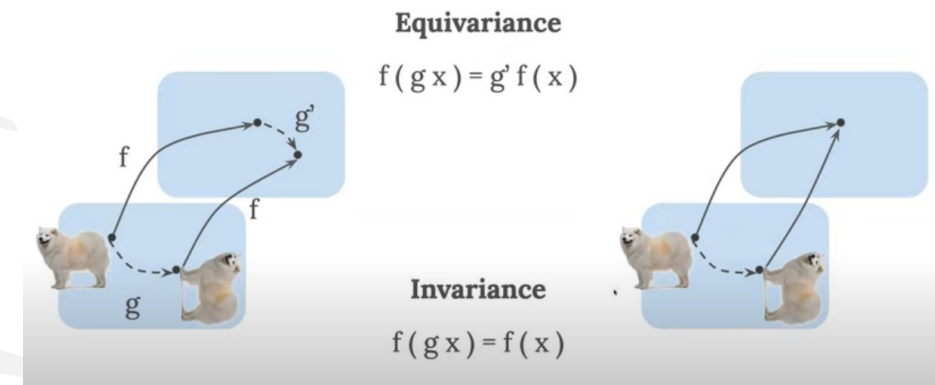 Equivariance
f ( g x ) = g’ f ( x )
g’
f
f
g
Invariance
f ( g x ) = f ( x )